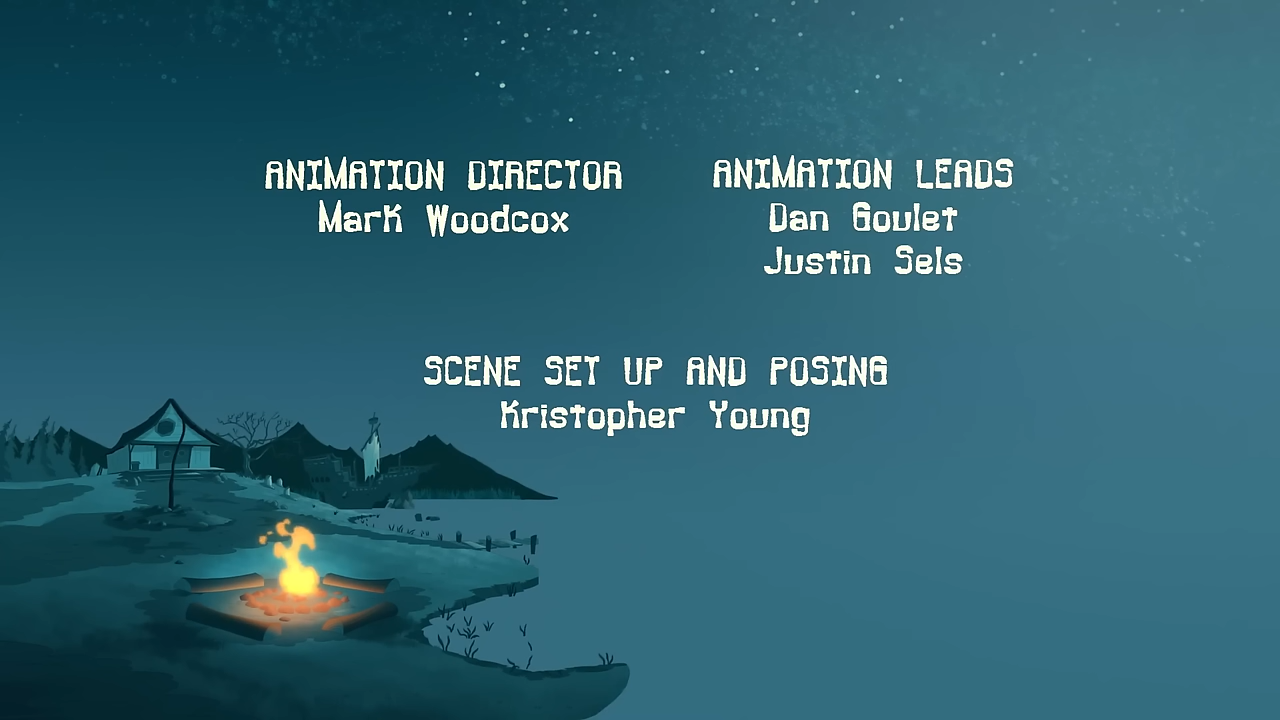 ANIMATION DIRECTOR
Mark Woodcox
ANIMATION LEADS
Dan Goulet
Justin Sels
SCENE SET UP AND POSING
Kristopher Young